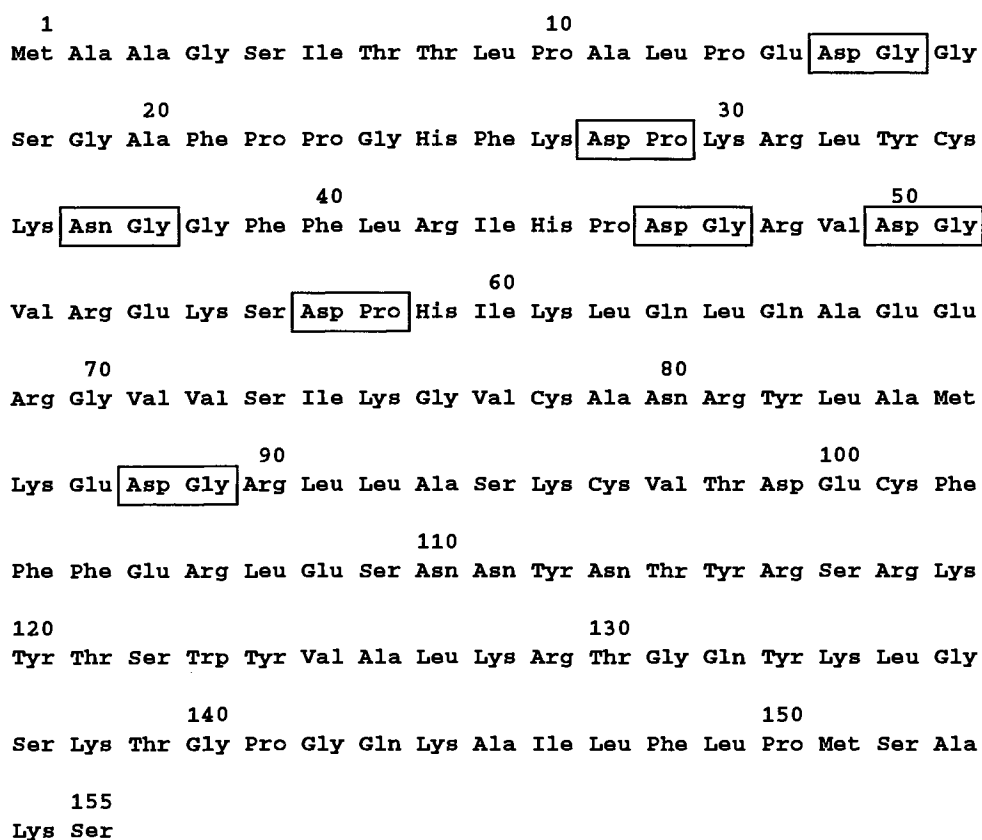 1 10
Met Ala Ala Gly Ser Ile Thr Thr Leu Pro Ala Leu Pro Glu Asp Gly Gly
20 30
Ser Gly Ala Phe Pro Pro Gly His Phe Lys Asp Pro Lys Arg Leu Tyr Cys
40 50
Lys Asn Gly Gly Phe Phe Leu Arg Ile His Pro Asp Gly Arg Val Asp Gly
60
Val Arg Glu Lys Ser Asp Pro His Ile Lys Leu Gln Leu Gln Ala Glu Glu
70 80
Arg Gly Val Val Ser Ile Lys Gly Val Cys Ala Asn Arg Tyr Leu Ala Met
90 100
Lys Glu Asp Gly Arg Leu Leu Ala Ser Lys Cys Val Thr Asp Glu Cys Phe
110
Phe Phe Glu Arg Leu Glu Ser Asn Asn Tyr Asn Thr Tyr Arg Ser Arg Lys
120 130
Tyr Thr Ser Trp Tyr Val Ala Leu Lys Arg Thr Gly Gln Tyr Lys Leu Gly
140 150
Ser Lys Thr Gly Pro Gly Gln Lys Ala Ile Leu Phe Leu Pro Met Ser Ala
155
Lys Ser